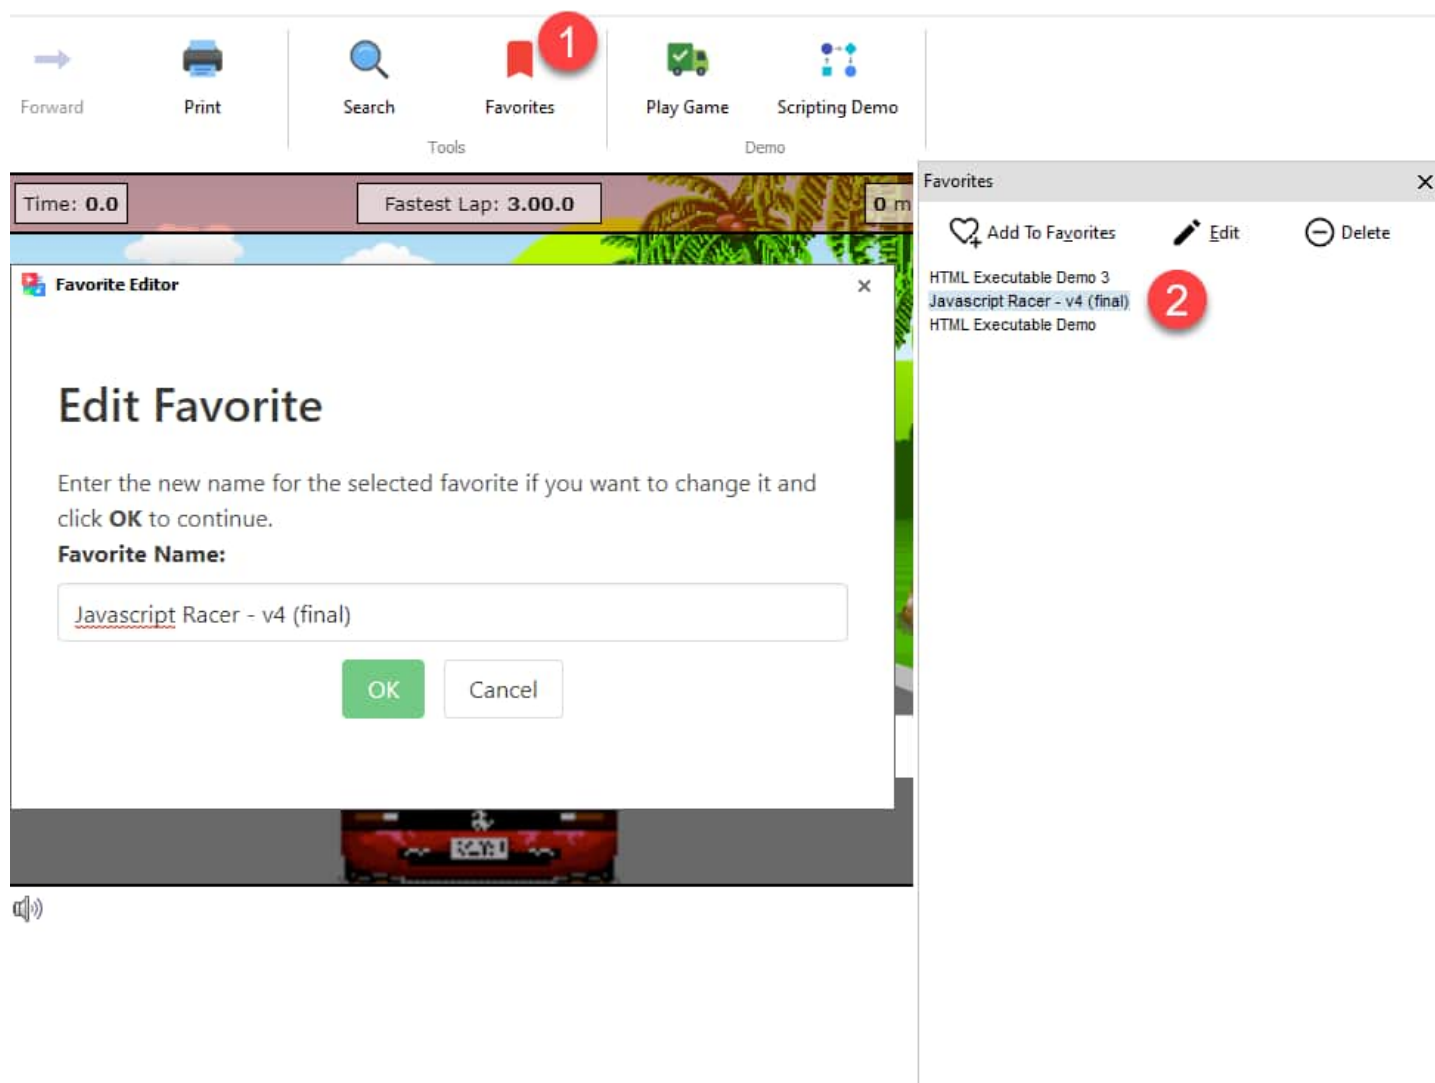 Forward
Print
Search
Favorites
1
Play Game
Scripting Demo
Tools
Demo
Time: 0.0
Fastest Lap: 3.00.0
0 m
Favorites
Add To Favorites
Edit
Delete
HTML Executable Demo 3
Javascript Racer - v4 (final)
HTML Executable Demo
2
Favorite Editor
Edit Favorite
Enter the new name for the selected favorite if you want to change it and
click OK to continue.
Favorite Name:
Javascript Racer - v4 (final)
OK
Cancel